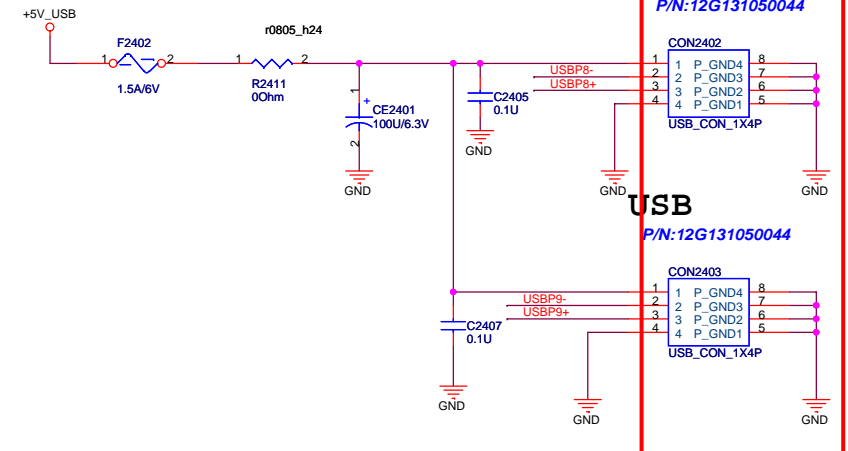 P/N:12G131050044
+5V_USB
r0805_h24
F2402
1 2
1.5A/6V
1 2
R2411
0Ohm
1
+
CE2401
100U/6.3V
2
GND
C2405
0.1U
GND
USBP8-
USBP8+
CON2402
1 1 P_GND4 8
2 2 P_GND3 7
3 3 P_GND2 6
4 4 P_GND1 5
USB_CON_1X4P
GND
GND
USB
P/N:12G131050044
CON2403
USBP9-
USBP9+
1 1 P_GND4 8
2 2 P_GND3 7
3 3 P_GND2 6
4 4 P_GND1 5
USB_CON_1X4P
C2407
0.1U
GND
GND
GND